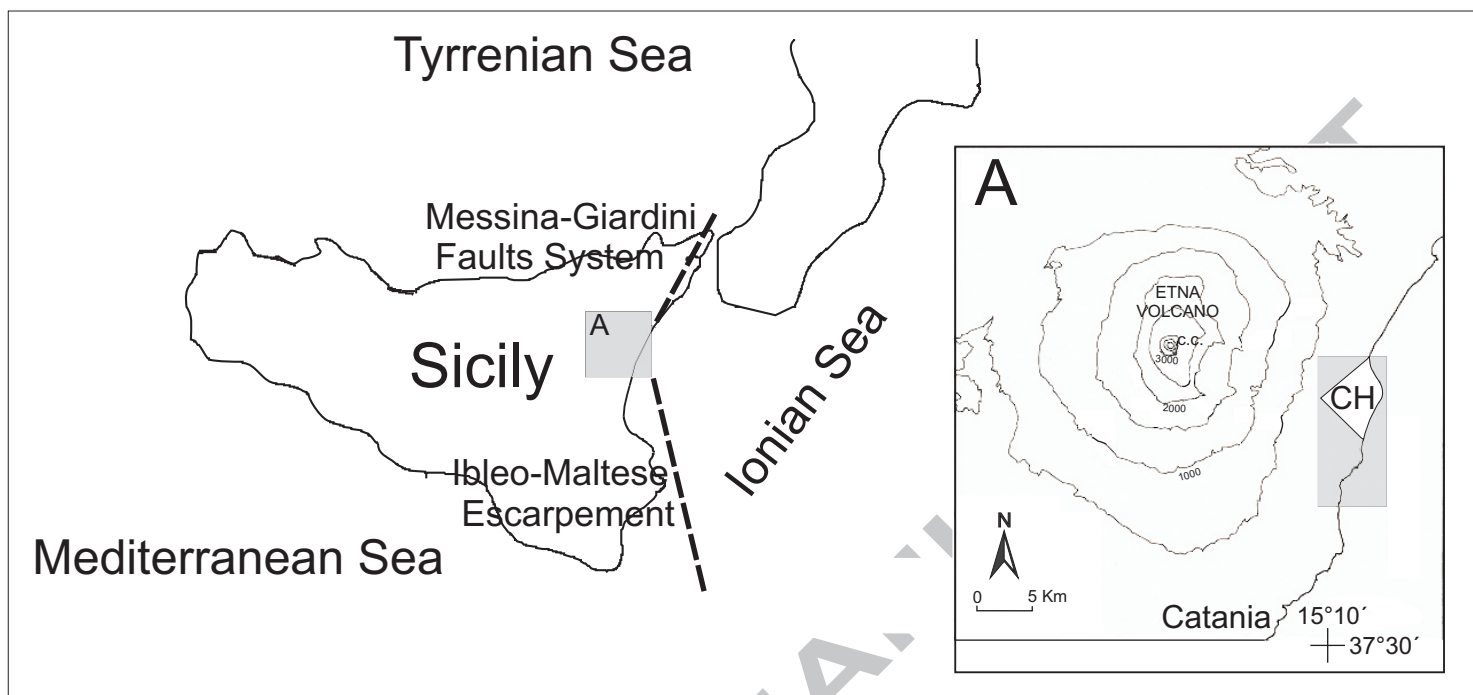 Tyrrenian Sea
Messina-Giardini
Faults System
A
Sicily
Ionian Sea
Ibleo-Maltese
Escarpement
Mediterranean Sea
A
ETNA
VOLCANO
c.c.
3000
2000
1000
CH
N
0 5 Km
Catania
15°10´
37°30´